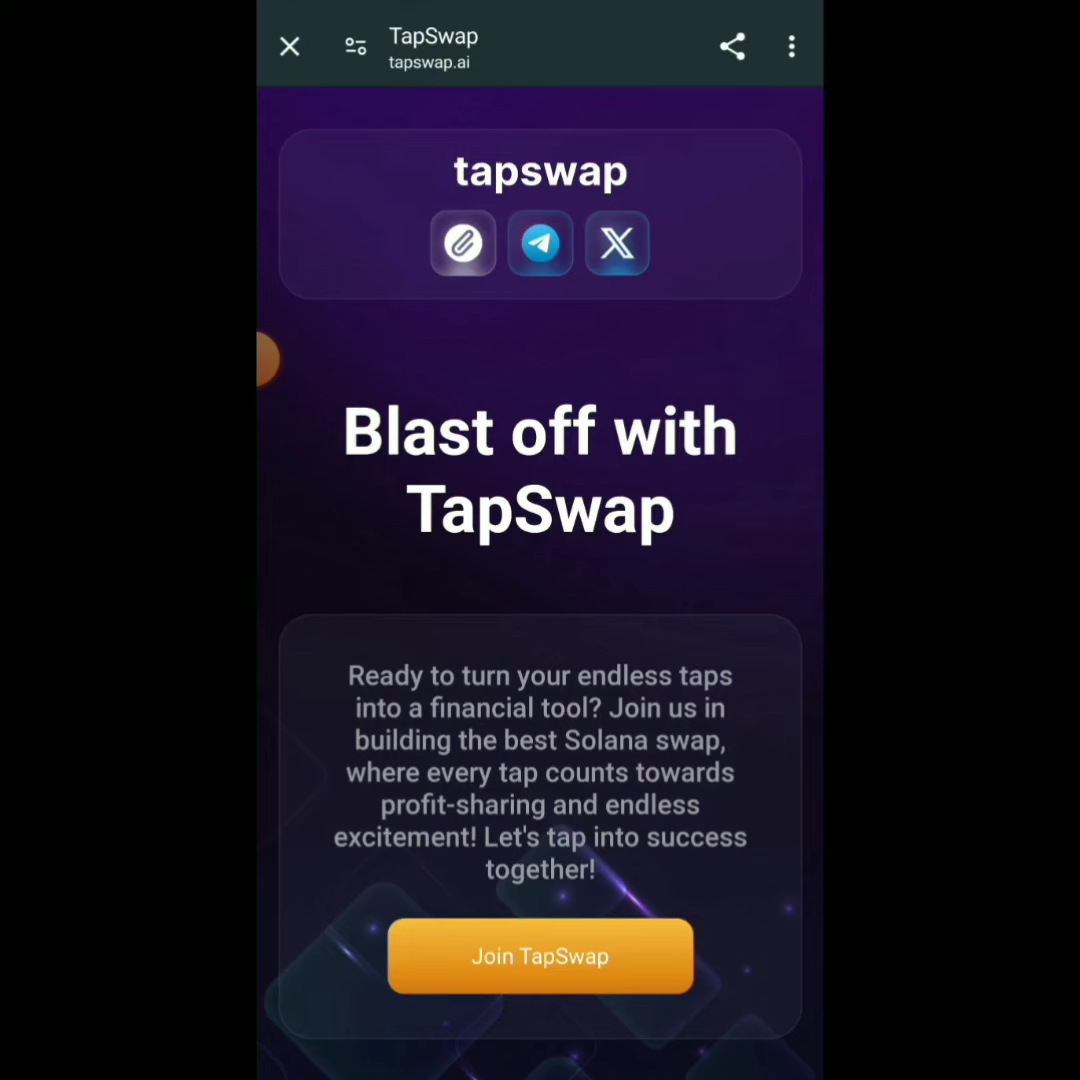 TapSwap
tapswap.ai
tapswap
Blast off with
TapSwap
Ready to turn your endless taps
into a financial tool? Join us in
building the best Solana swap,
where every tap counts towards
profit-sharing and endless
excitement! Let's tap into success
together!
Join TapSwap